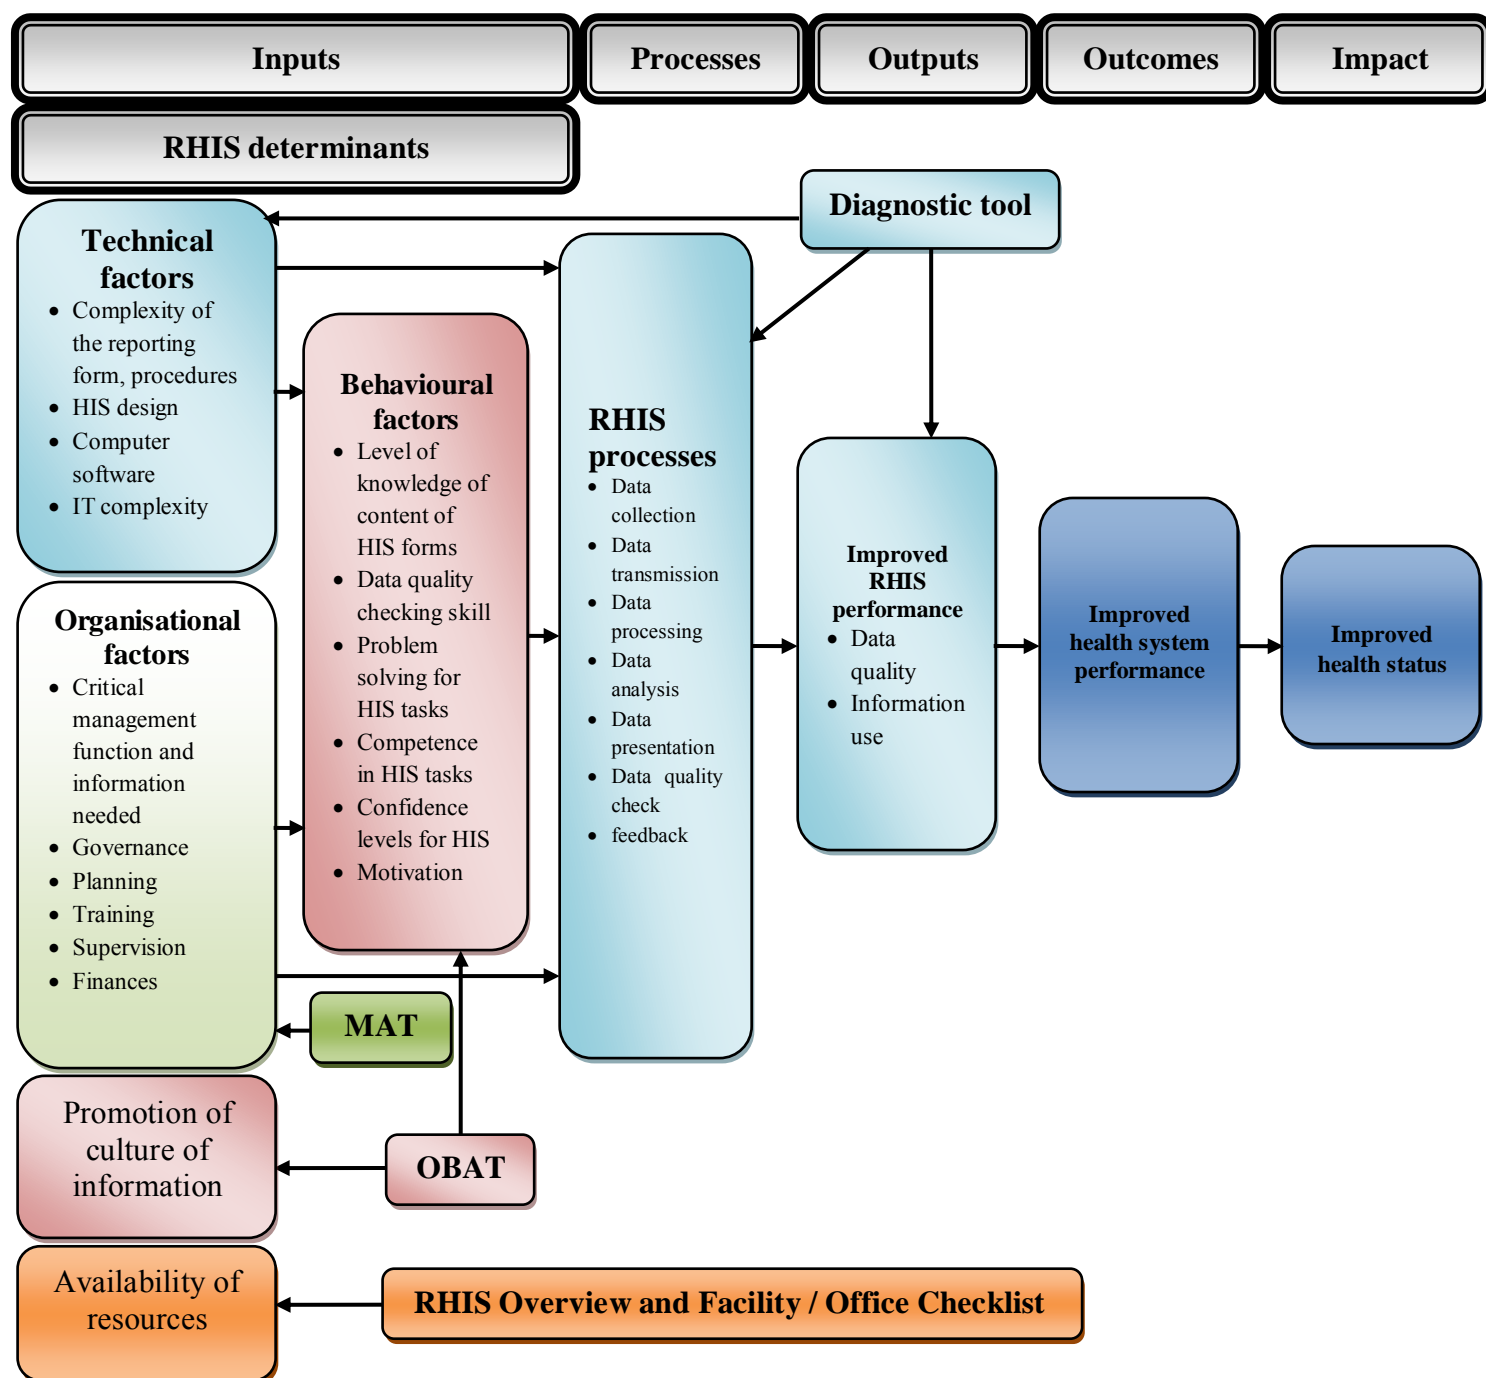 Inputs
Processes
Outputs
Outcomes
Impact
RHIS determinants
Diagnostic tool
Technical
factors
• Complexity of
the reporting
form, procedures
• HIS design
• Computer
software
• IT complexity
Organisational
factors
• Critical
management
function and
information
needed
• Governance
• Planning
• Training
• Supervision
• Finances
Behavioural
factors
• Level of
knowledge of
content of
HIS forms
• Data quality
checking skill
• Problem
solving for
HIS tasks
• Competence
in HIS tasks
• Confidence
levels for HIS
• Motivation
RHIS
processes
• Data
collection
• Data
transmission
• Data
processing
• Data
analysis
• Data
presentation
• Data quality
check
• feedback
Improved
RHIS
performance
• Data
quality
• Information
use
Improved
health system
performance
Improved
health status
MAT
Promotion of
culture of
information
OBAT
Availability of
resources
RHIS Overview and Facility / Office Checklist